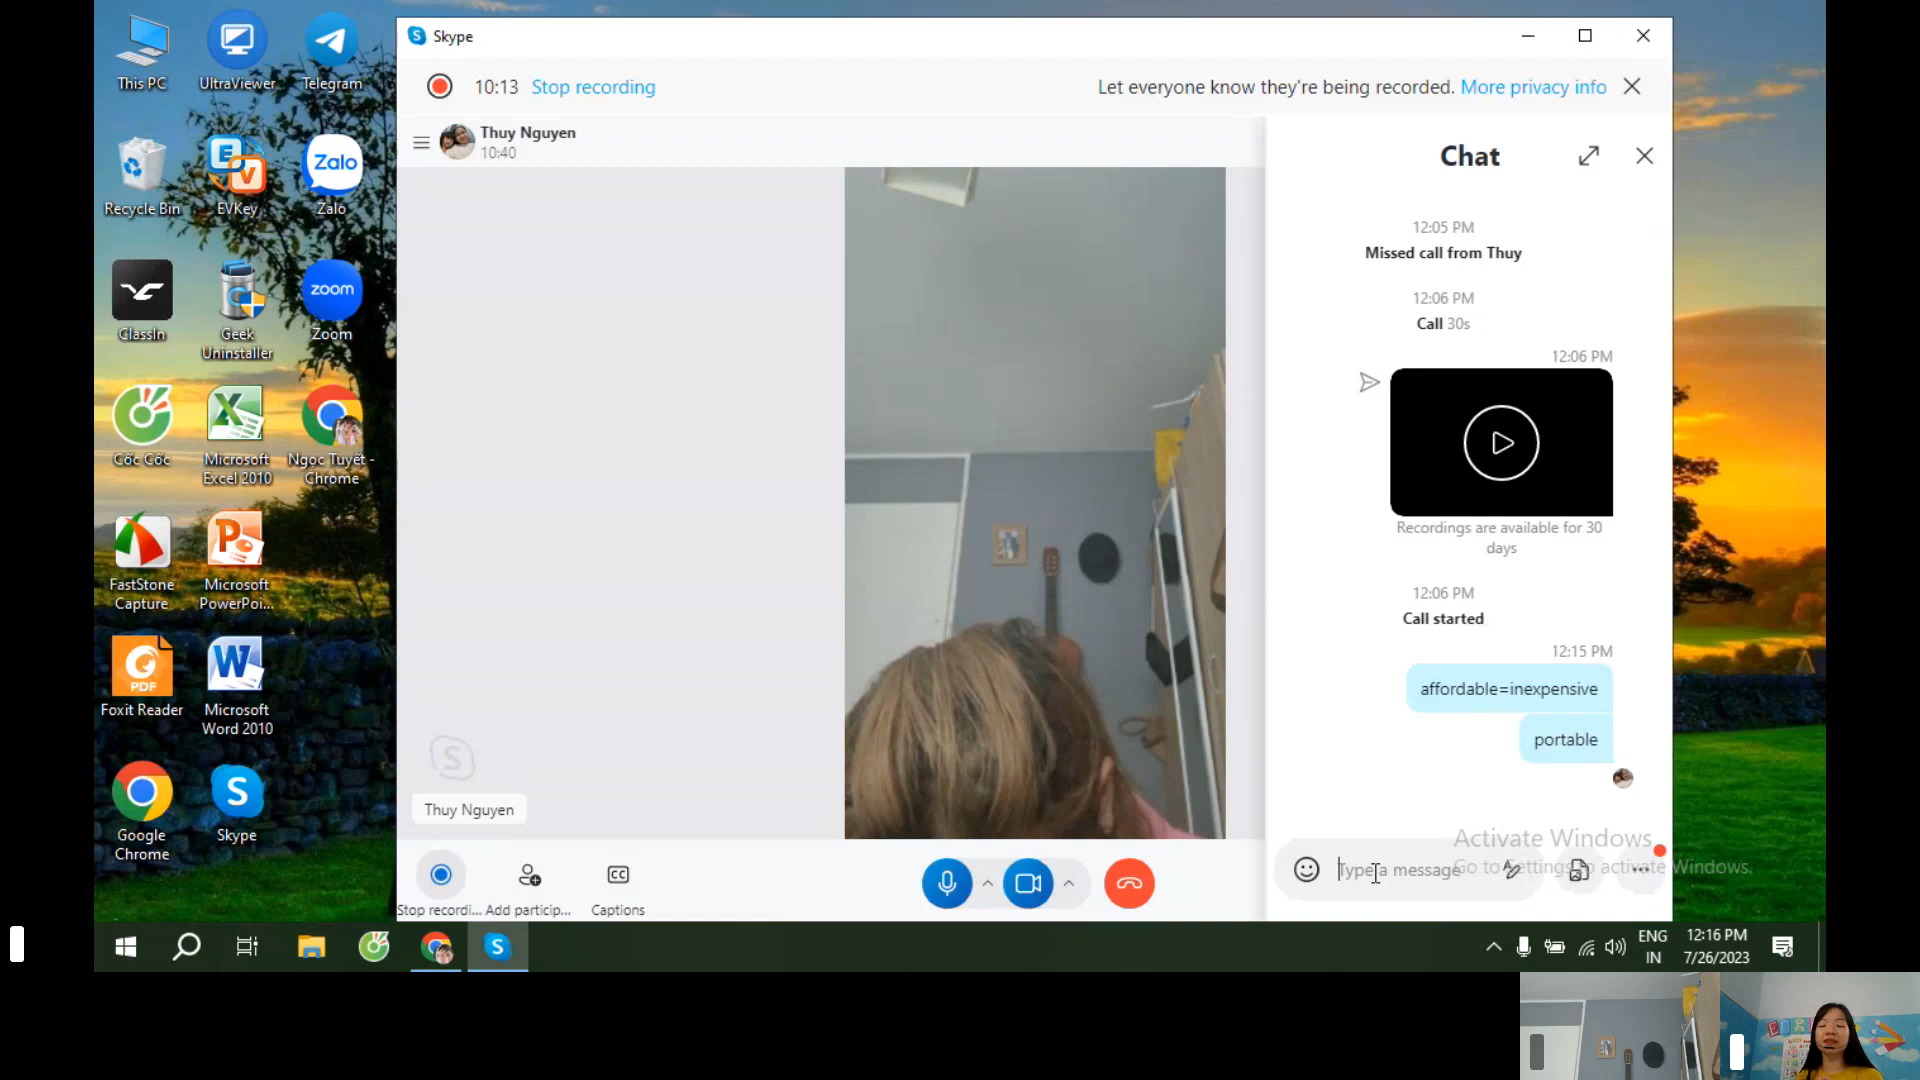 This PC
UltraViewer
Telegram
Recycle Bin
EVKey
Zalo
Zalo
ClassIn
Geek
Uninstaller
zoom
Zoom
Cốc Cốc
Microsoft
Excel 2010
Ngọc Tuyết -
Chrome
FastStone
Capture
Microsoft
PowerPoi...
PDF
Foxit Reader
Microsoft
Word 2010
Google
Chrome
Skype
Skype
10:13 Stop recording
Let everyone know they're being recorded. More privacy info
Thuy Nguyen
10:40
Thuy Nguyen
Stop recordi...
Add particip...
Captions
Chat
12:05 PM
Missed call from Thuy
12:06 PM
Call 30s
12:06 PM
Recordings are available for 30
days
12:06 PM
Call started
12:15 PM
affordable=inexpensive
portable
Type a message
Activate Windows
Go to Settings to activate Windows.
ENG
IN
12:16 PM
7/26/2023